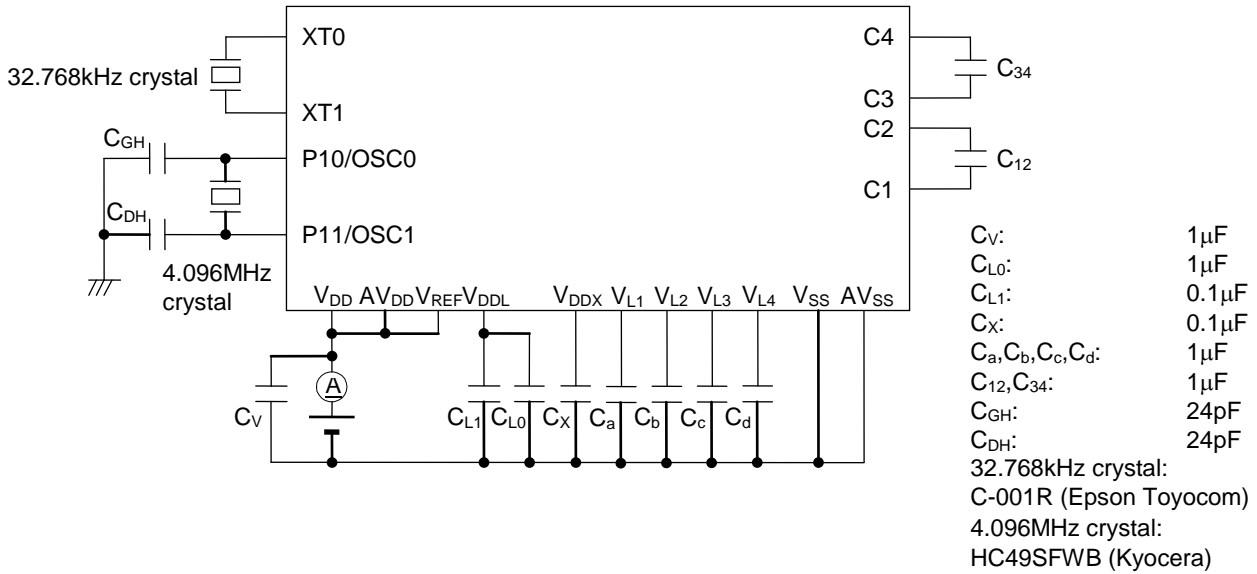 XT0
C4
32.768kHz crystal
C34
XT1
C3
CGH
C2
P10/OSC0
C12
C1
CDH
P11/OSC1
4.096MHz
crystal
VDD AVDD VREF VDDL VDDX VL1 VL2 VL3 VL4 VSS AVSS
A
CV CL1 CL0 CX Ca Cb Cc Cd
CV: 1μF
CL0: 1μF
CL1: 0.1μF
CX: 0.1μF
Ca,Cb,Cc,Cd: 1μF
C12,C34: 1μF
CGH: 24pF
CDH: 24pF
32.768kHz crystal:
C-001R (Epson Toyocom)
4.096MHz crystal:
HC49SFWB (Kyocera)